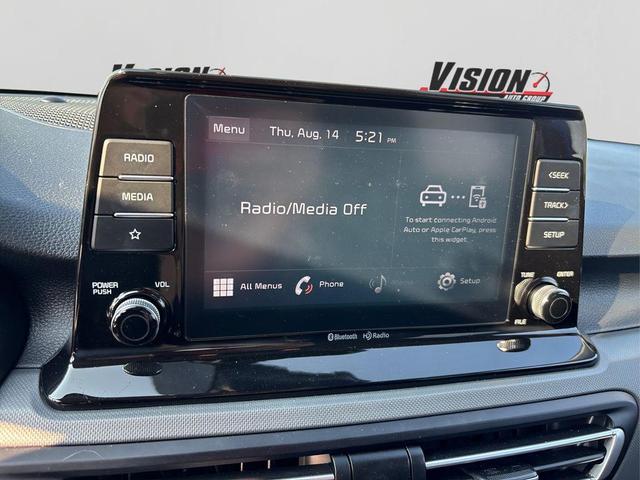 VISION
VISION
AUTO GROUP
Menu
Thu, Aug. 14
5:21 PM
RADIO
MEDIA
☆
Radio/Media Off
To start connecting Android
Auto or Apple CarPlay, press
this widget.
<SEEK
TRACK>
SETUP
POWER
PUSH
VOL
All Menus
Phone
Setup
TUNE
ENTER
FILE
Bluetooth
HD Radio